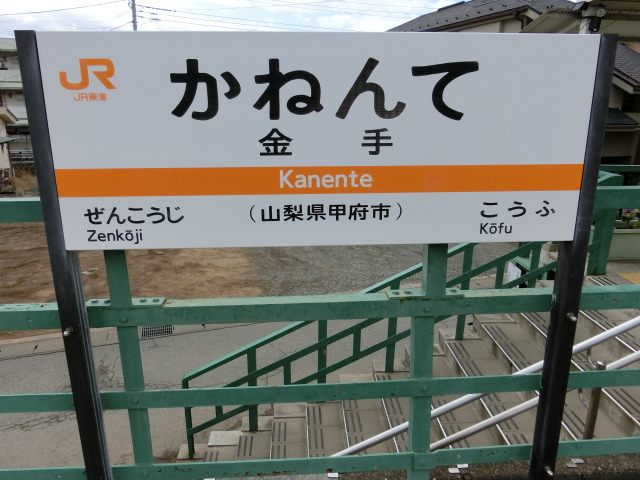 JR
JR東海
かねんて
金手
Kanente
ぜんこうじ
Zenkōji
（山梨県甲府市）
こうふ
Kōfu